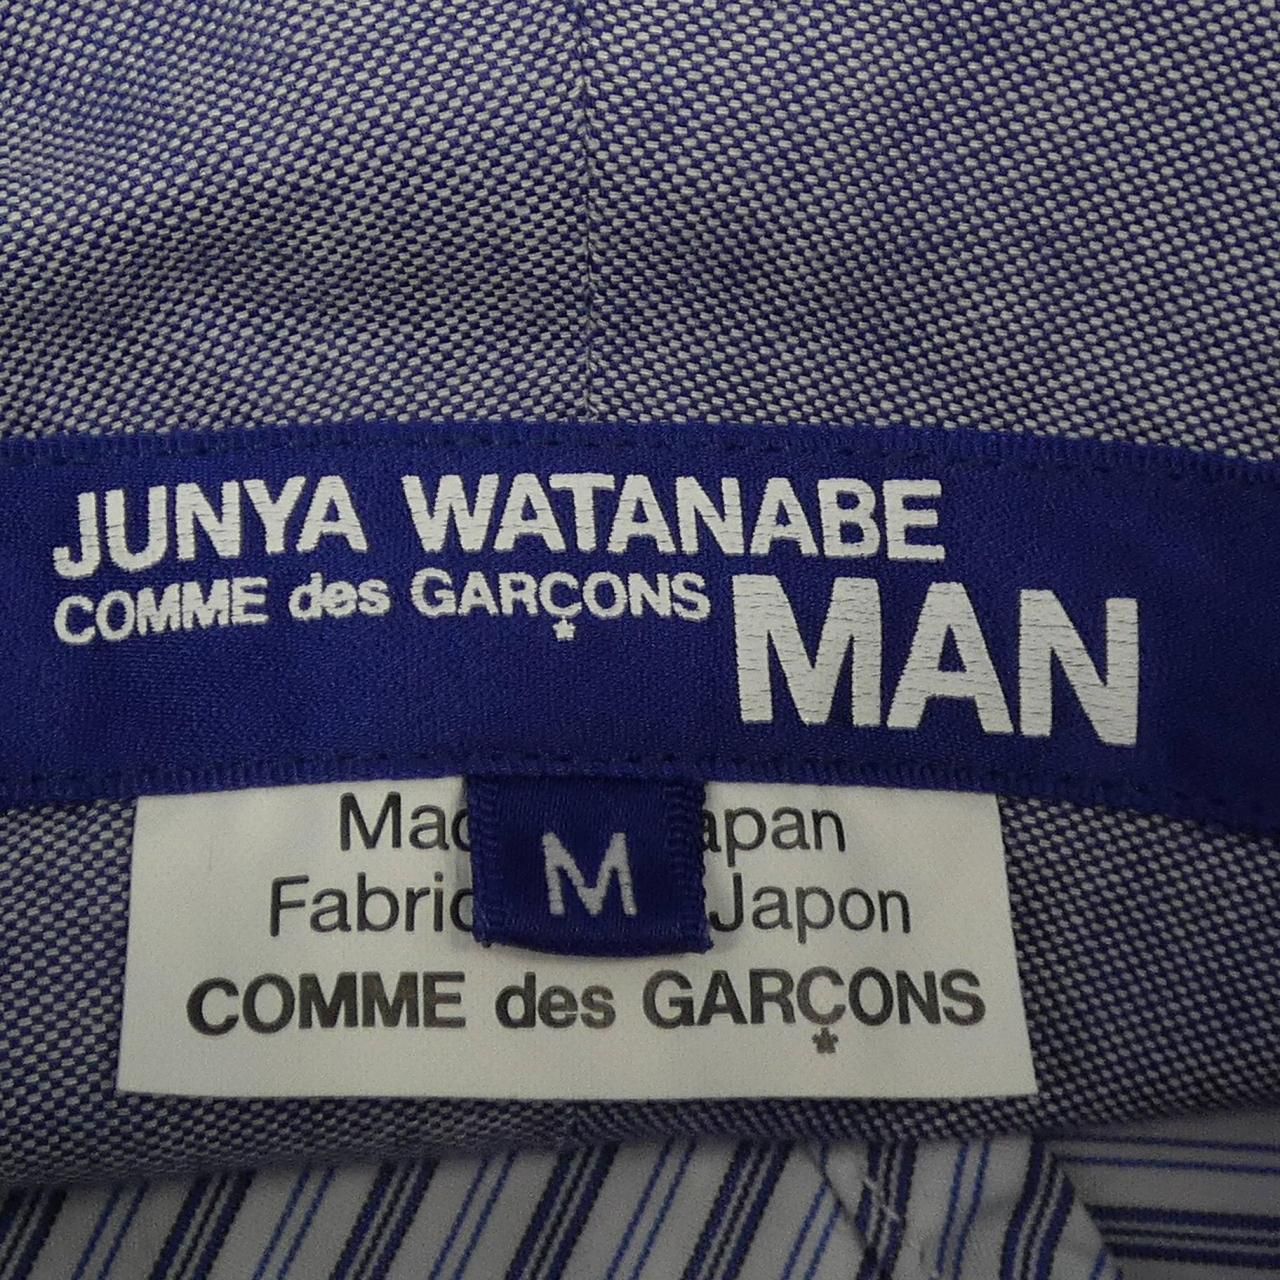 JUNYA WATANABE
COMME des GARÇONS MAN
Mac apan
Fabric Japon
M
COMME des GARÇONS